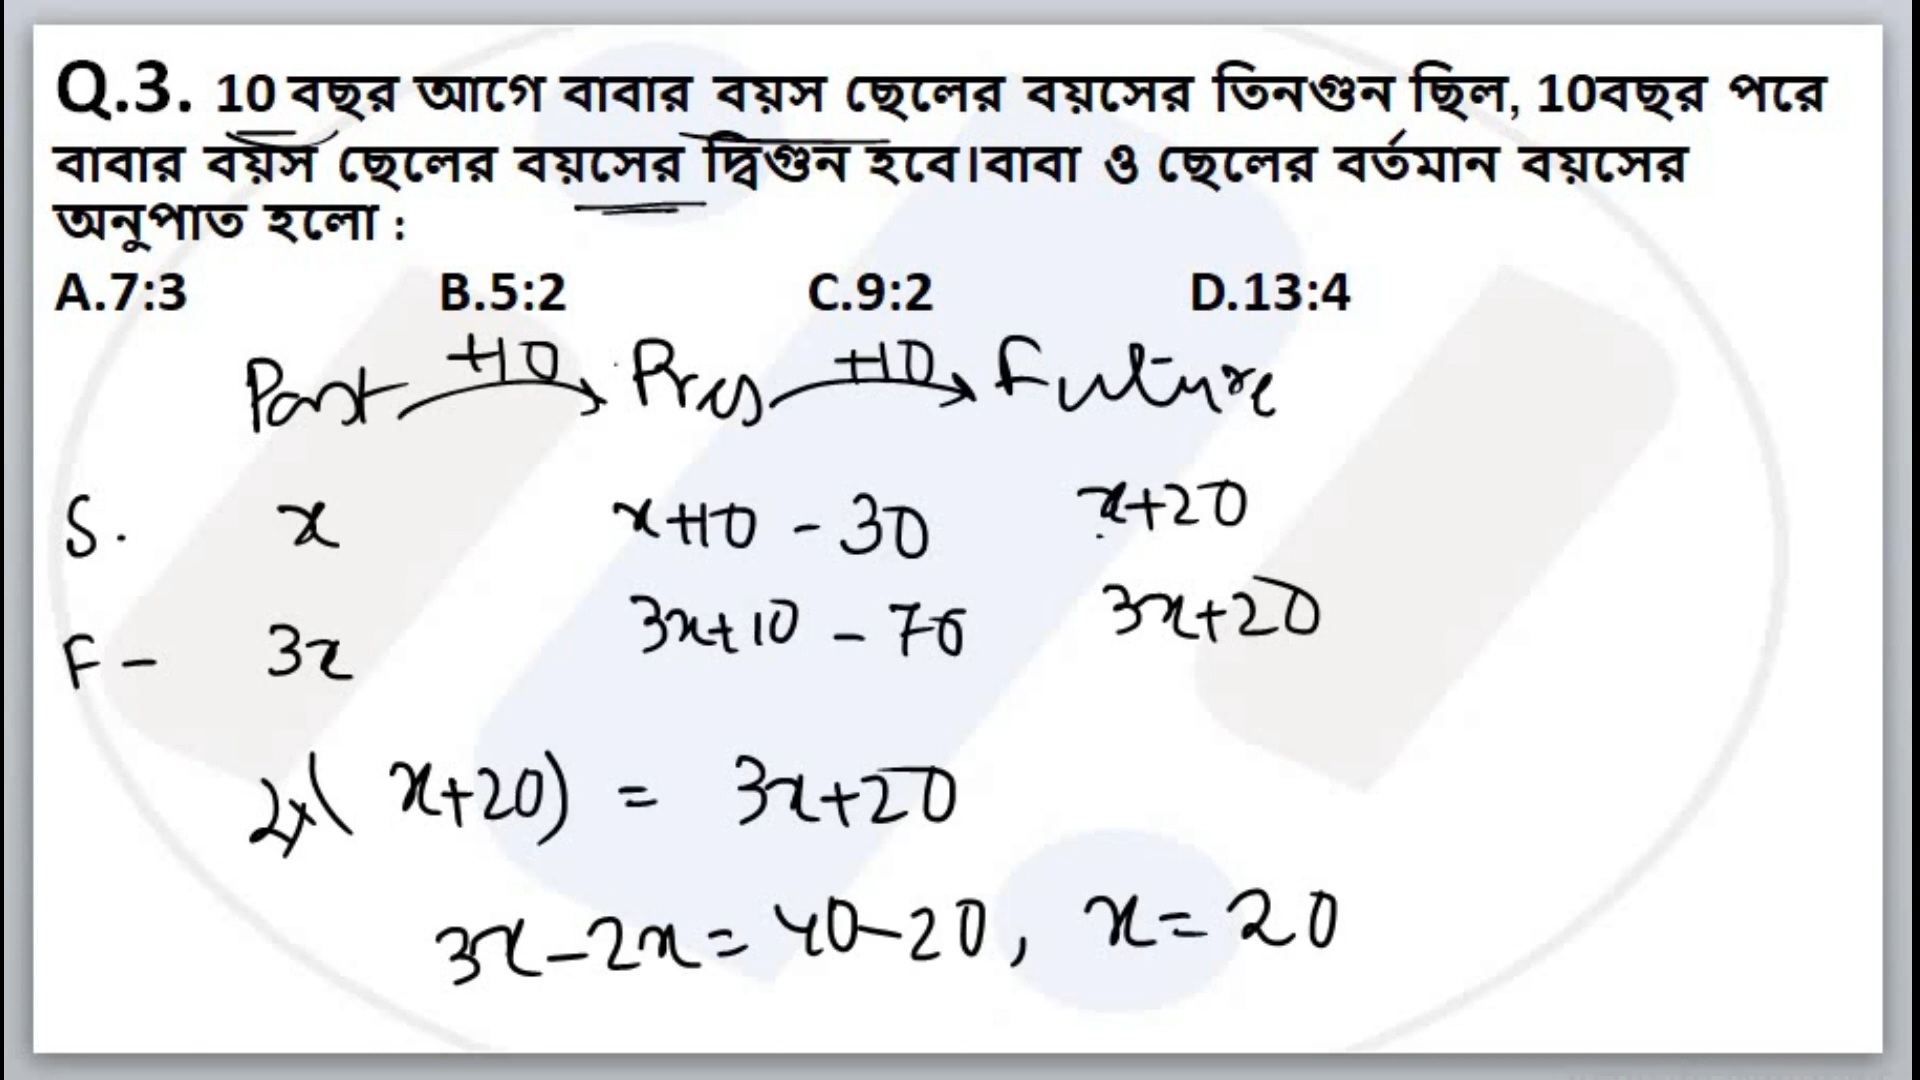 Q.3. 10 বছর আগে বাবার বয়স ছেলের বয়সের তিনগুন ছিল, 10বছর পরে
বাবার বয়স ছেলের বয়সের দ্বিগুন হবে।বাবা ও ছেলের বর্তমান বয়সের
অনুপাত হলো :
A.7:3 B.5:2 C.9:2 D.13:4
Past +10 Pres +10 Future
S. x x+10 - 30 x+20
F - 3x 3x+10 - 70 3x+20
2x( x+20) = 3x+20
3x-2x= 40-20, x= 20